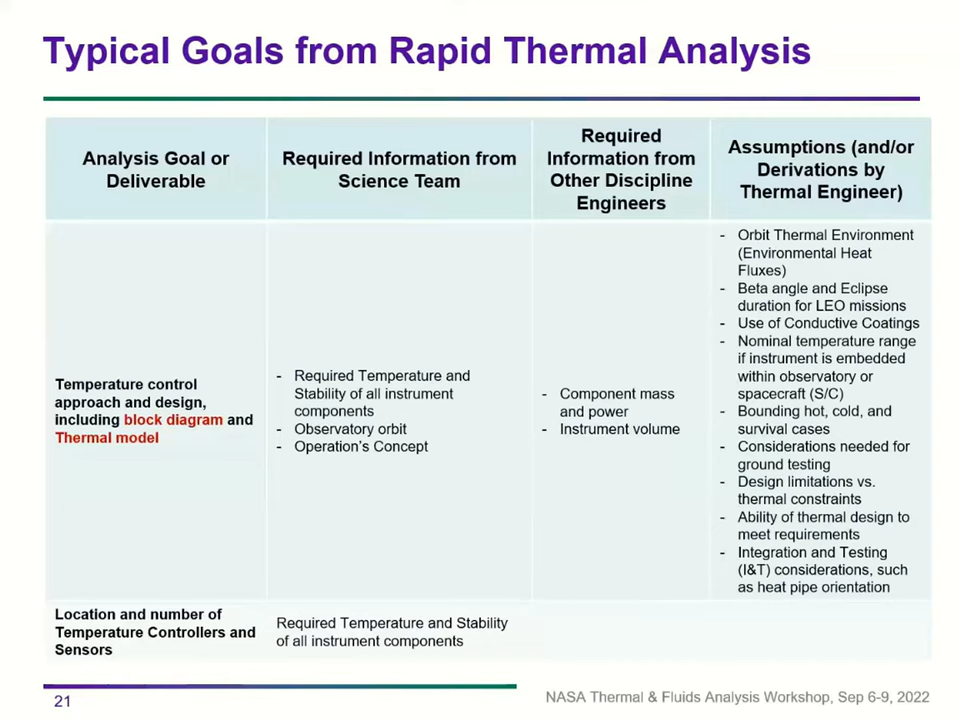 Typical Goals from Rapid Thermal Analysis
Analysis Goal or
Deliverable
Required Information from
Science Team
Required
Information from
Other Discipline
Engineers
Assumptions (and/or
Derivations by
Thermal Engineer)
Temperature control
approach and design,
including block diagram and
Thermal model
- Required Temperature and
Stability of all instrument
components
- Observatory orbit
- Operation's Concept
- Component mass
and power
- Instrument volume
- Orbit Thermal Environment
(Environmental Heat
Fluxes)
- Beta angle and Eclipse
duration for LEO missions
- Use of Conductive Coatings
- Nominal temperature range
if instrument is embedded
within observatory or
spacecraft (S/C)
- Bounding hot, cold, and
survival cases
- Considerations needed for
ground testing
- Design limitations vs.
thermal constraints
- Ability of thermal design to
meet requirements
- Integration and Testing
(I&T) considerations, such
as heat pipe orientation
Location and number of
Temperature Controllers and
Sensors
Required Temperature and Stability
of all instrument components
21
NASA Thermal & Fluids Analysis Workshop, Sep 6-9, 2022